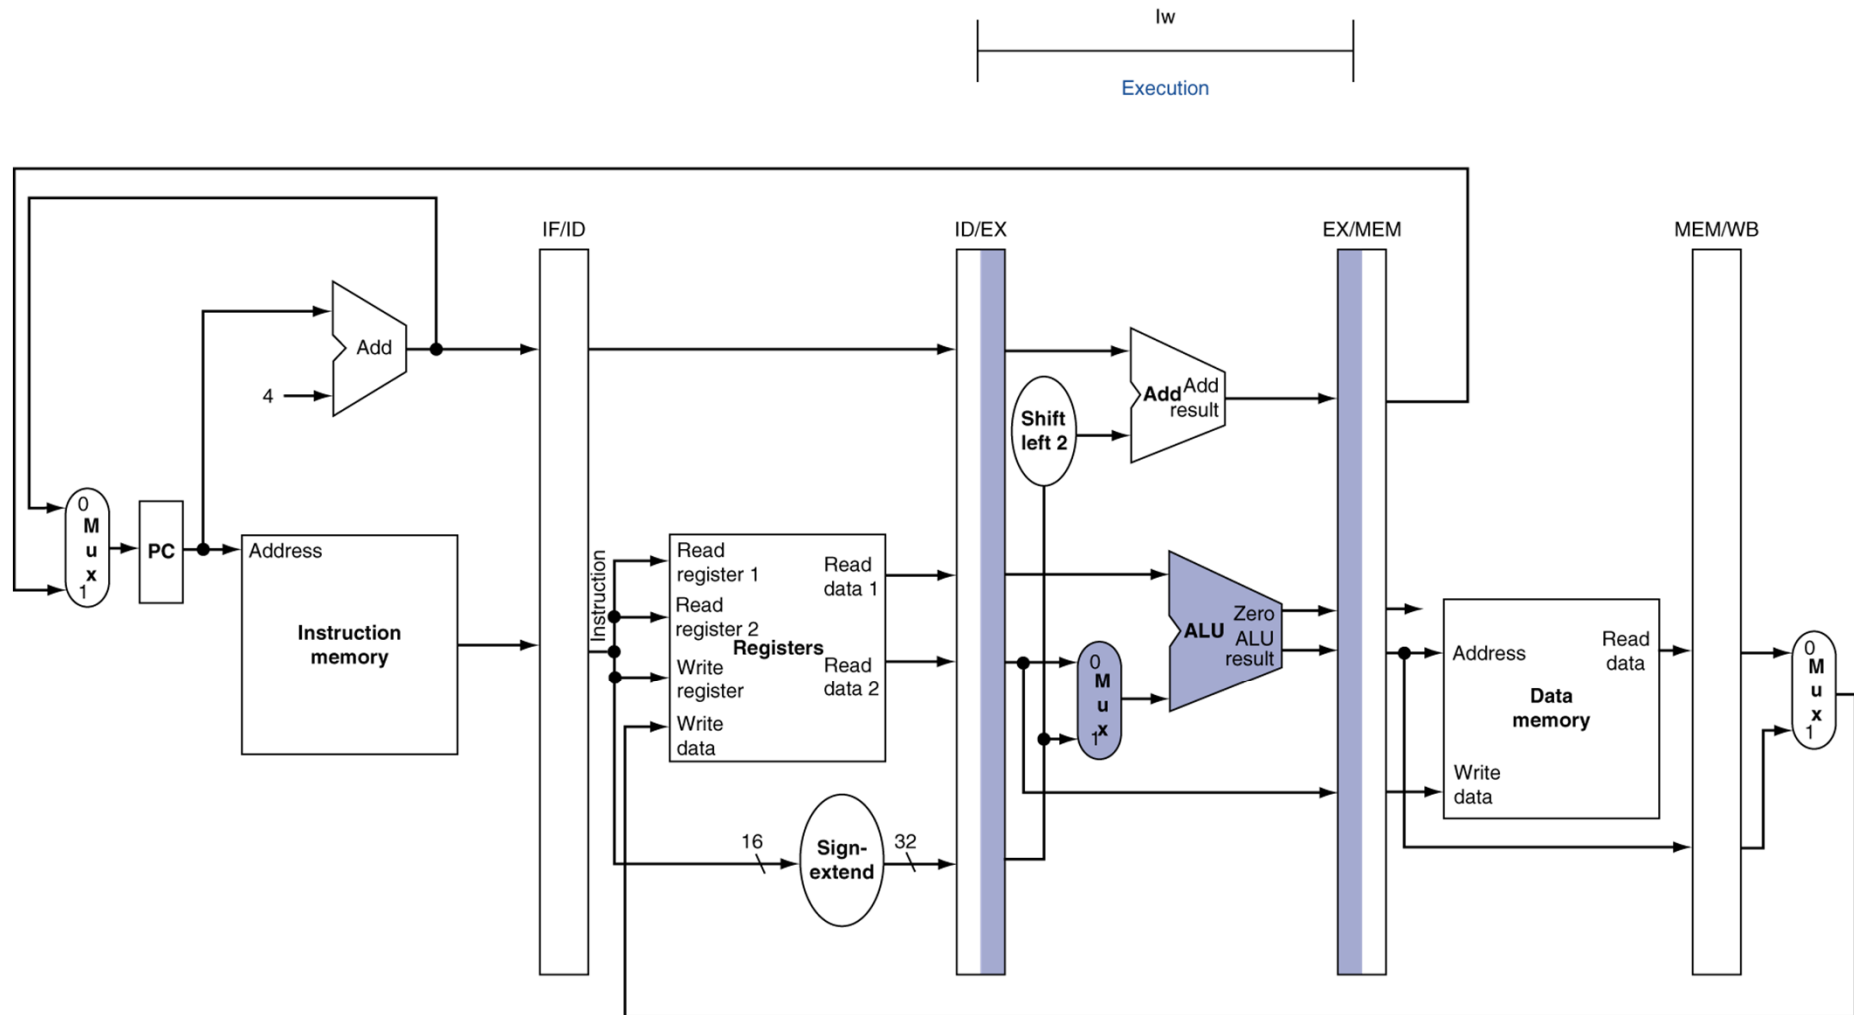 lw
Execution
IF/ID
ID/EX
EX/MEM
MEM/WB
Add
4
Shift
left 2
Add
Add
result
0
M
u
x
1
PC
Address
Instruction
memory
Instruction
Read
register 1
Read
register 2
Write
register
Write
data
Registers
Read
data 1
Read
data 2
16
Sign-
extend
32
0
M
u
x
1
ALU
Zero
ALU
result
Address
Read
data
Data
memory
Write
data
0
M
u
x
1